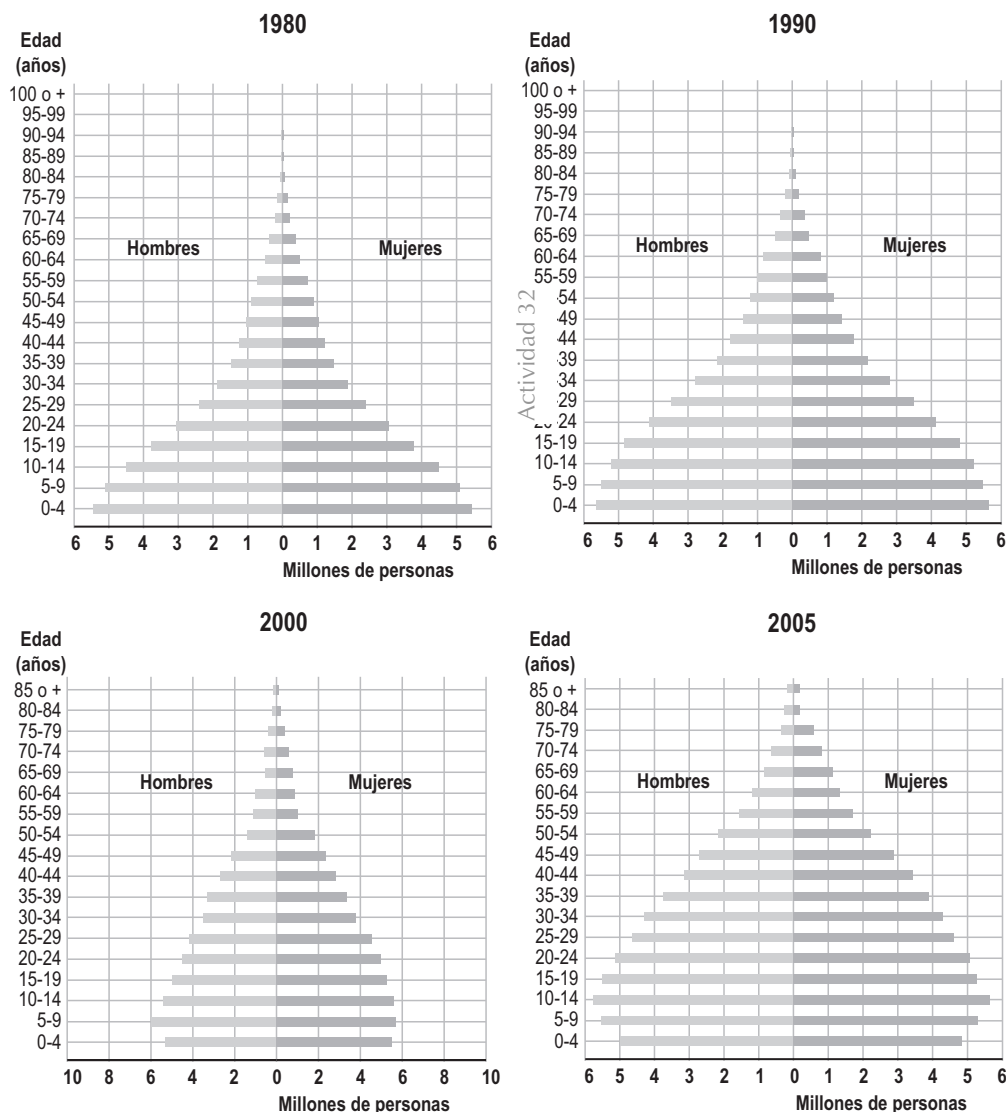 1980
Edad
(años)
100 o +
95-99
90-94
85-89
80-84
75-79
70-74
65-69
60-64
55-59
50-54
45-49
40-44
35-39
30-34
25-29
20-24
15-19
10-14
5-9
0-4
Hombres
Mujeres
6 5 4 3 2 1 0 1 2 3 4 5 6
Millones de personas
1990
Edad
(años)
100 o +
95-99
90-94
85-89
80-84
75-79
70-74
65-69
60-64
55-59
54
49
44
39
34
29
24
15-19
10-14
5-9
0-4
Actividad 32
Hombres
Mujeres
6 5 4 3 2 1 0 1 2 3 4 5 6
Millones de personas
2000
Edad
(años)
85 o +
80-84
75-79
70-74
65-69
60-64
55-59
50-54
45-49
40-44
35-39
30-34
25-29
20-24
15-19
10-14
5-9
0-4
Hombres
Mujeres
10 8 6 4 2 0 2 4 6 8 10
Millones de personas
2005
Edad
(años)
85 o +
80-84
75-79
70-74
65-69
60-64
55-59
50-54
45-49
40-44
35-39
30-34
25-29
20-24
15-19
10-14
5-9
0-4
Hombres
Mujeres
6 5 4 3 2 1 0 1 2 3 4 5 6
Millones de personas